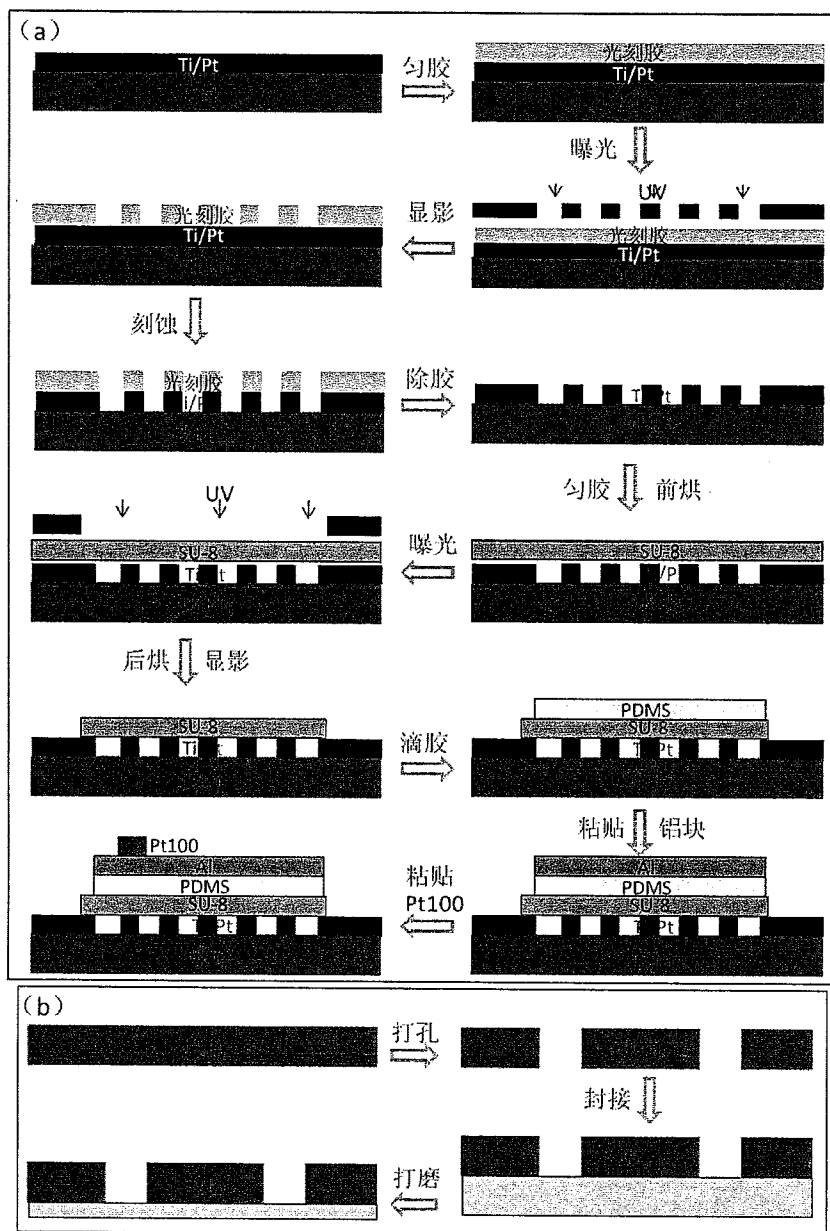 (a)
Ti/Pt
匀胶
光刻胶
Ti/Pt
曝光
UV
光刻胶
Ti/Pt
显影
光刻胶
Ti/Pt
刻蚀
光刻胶
i/P
除胶
T Pt
匀胶 前烘
SU-8
/P
曝光
UV
SU-8
T t
后烘 显影
SU-8
Ti t
滴胶
PDMS
SU-8
T Pt
粘贴 铝块
Al
PDMS
SU-8
T Pt
粘贴
Pt100
Pt100
Al
PDMS
SU-8
T Pt
(b)
打孔
封接
打磨